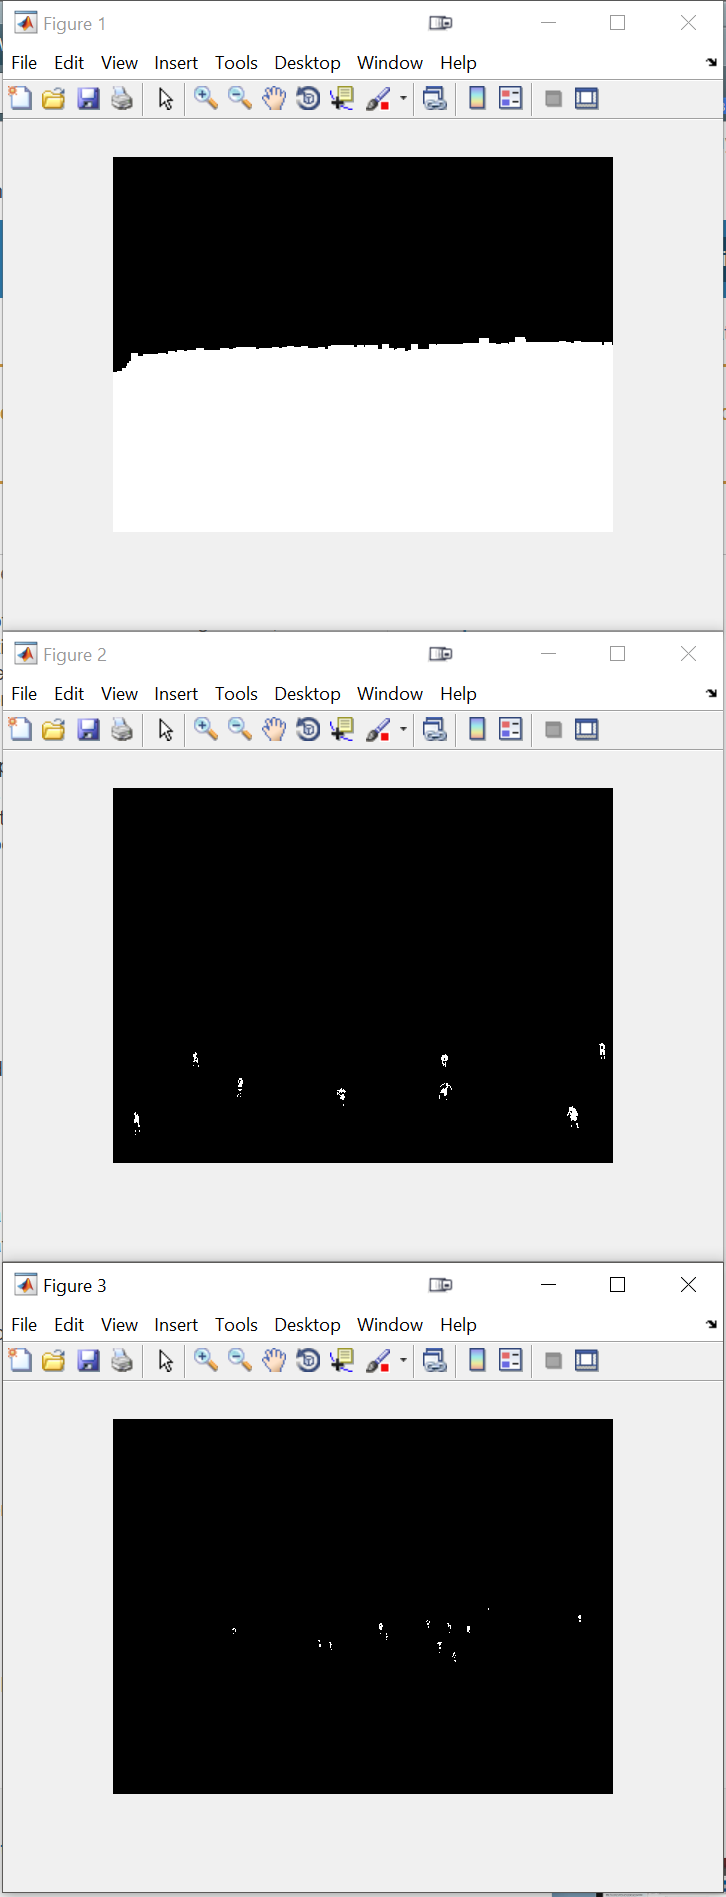 Figure 1
File Edit View Insert Tools Desktop Window Help
Figure 2
File Edit View Insert Tools Desktop Window Help
Figure 3
File Edit View Insert Tools Desktop Window Help